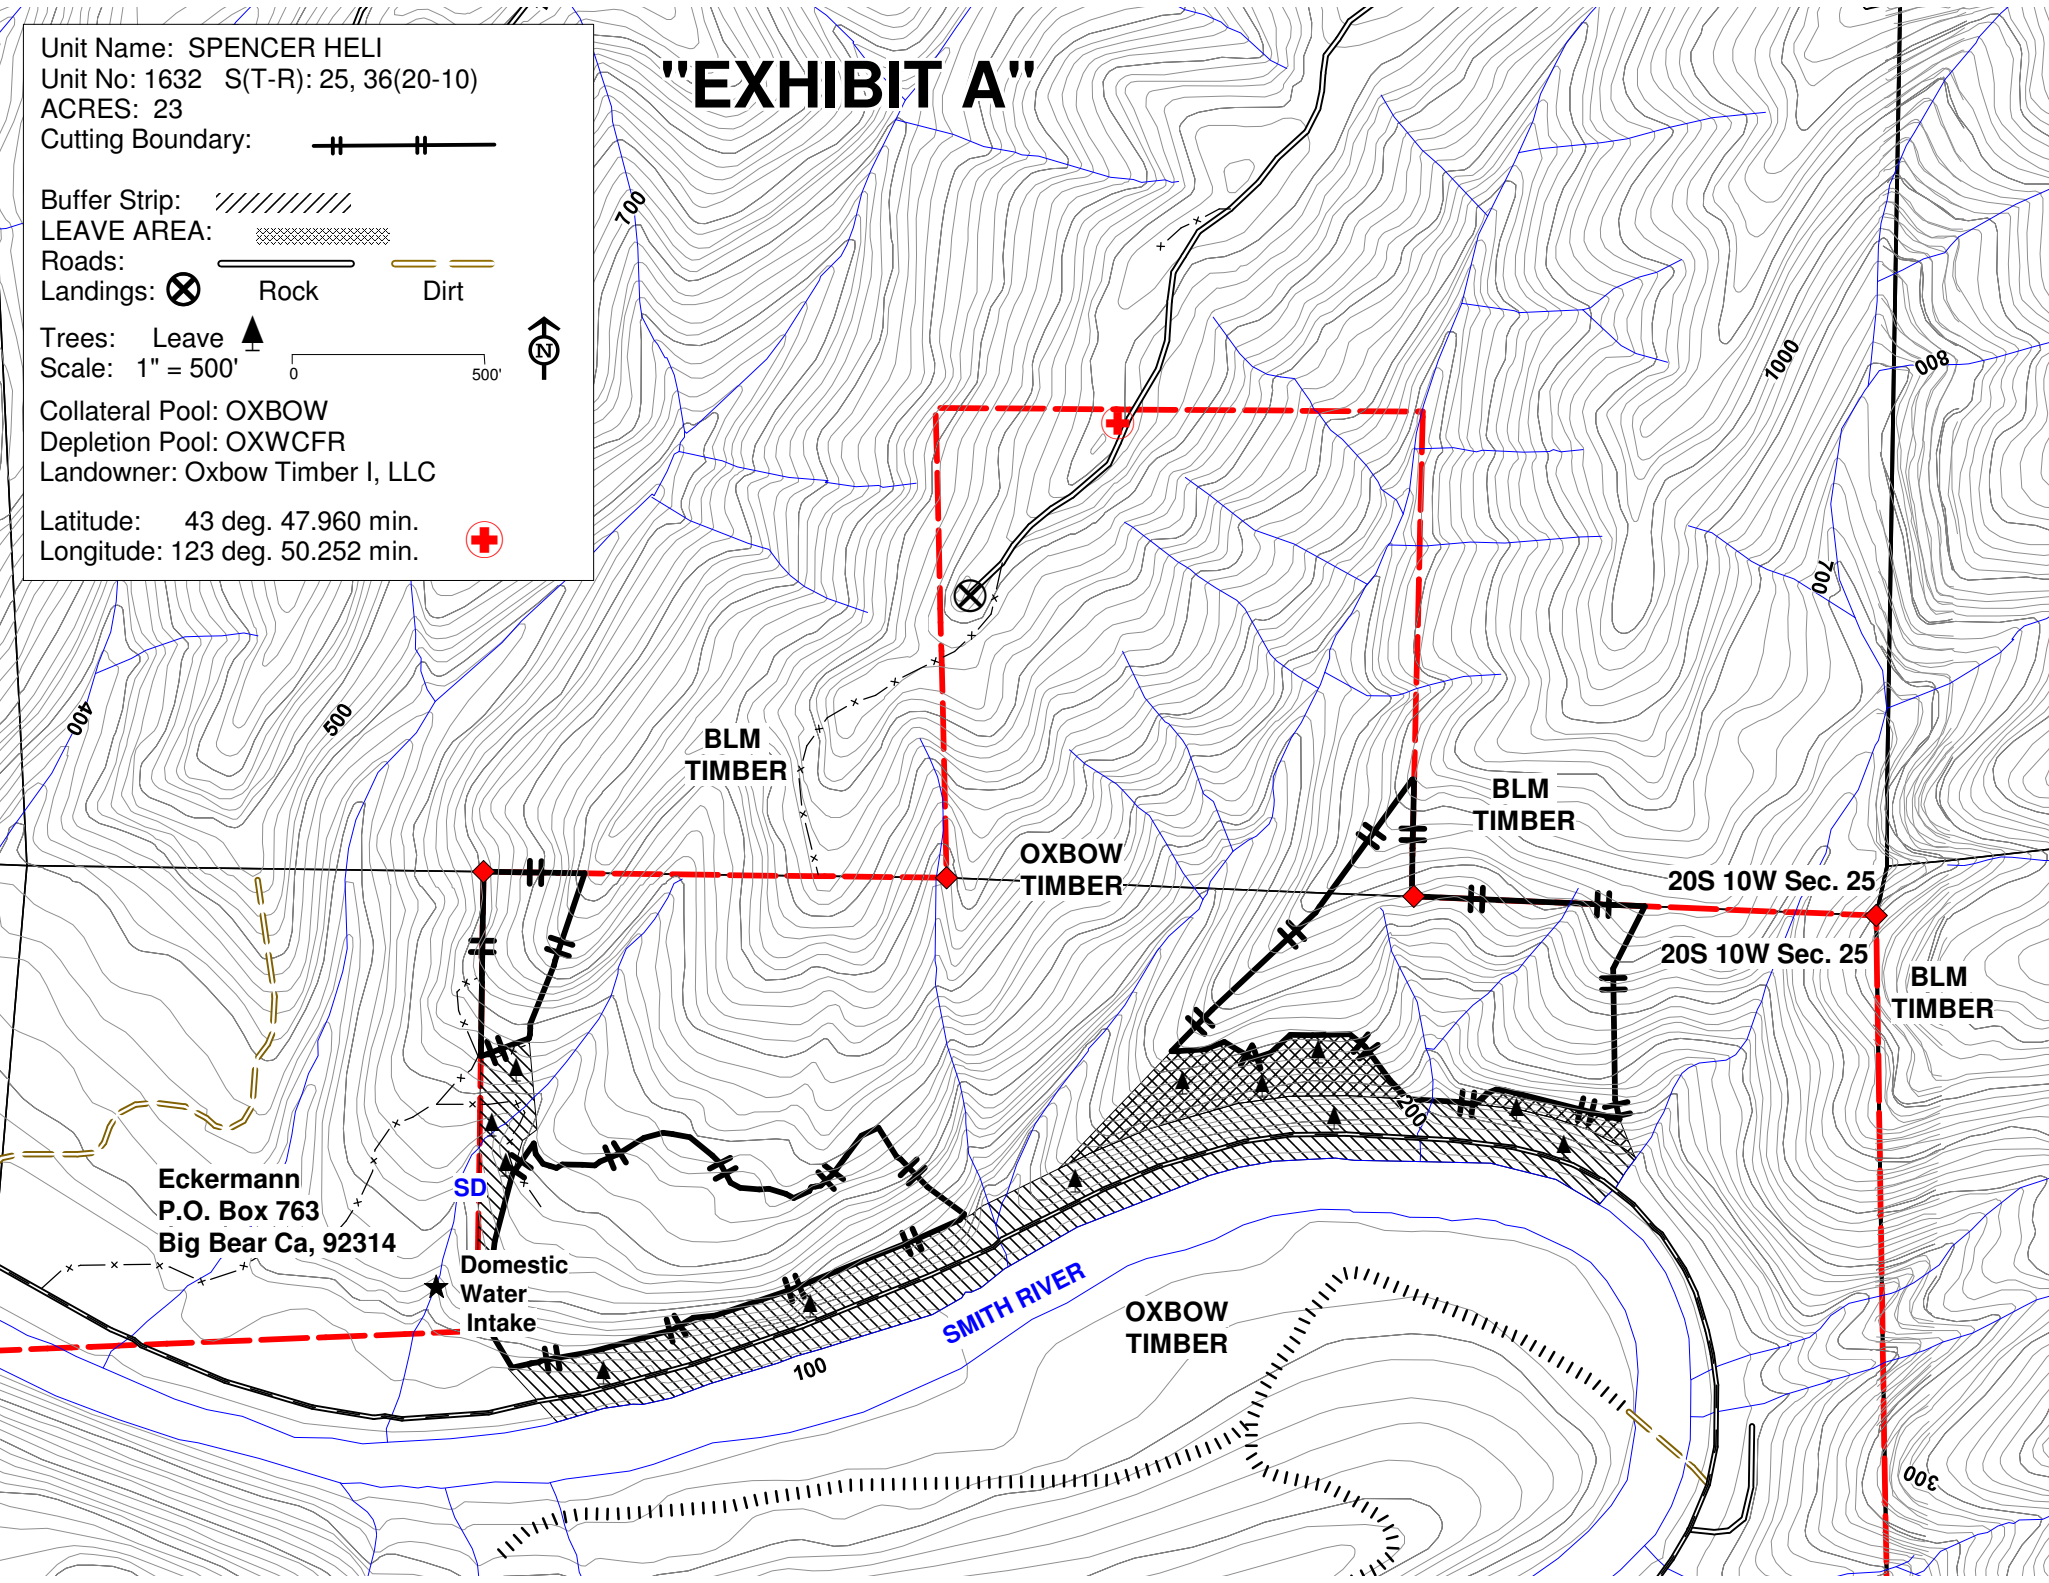 Unit Name: SPENCER HELI
Unit No: 1632 S(T-R): 25, 36(20-10)
ACRES: 23
Cutting Boundary:
Buffer Strip:
LEAVE AREA:
Roads:
Landings: Rock Dirt
Trees: Leave
Scale: 1" = 500' 0 500'
N
Collateral Pool: OXBOW
Depletion Pool: OXWCFR
Landowner: Oxbow Timber I, LLC
Latitude: 43 deg. 47.960 min.
Longitude: 123 deg. 50.252 min.
"EXHIBIT A"
700
1000
800
700
400
500
BLM
TIMBER
BLM
TIMBER
OXBOW
TIMBER
20S 10W Sec. 25
20S 10W Sec. 25
BLM
TIMBER
200
Eckermann
P.O. Box 763
Big Bear Ca, 92314
SD
Domestic
Water
Intake
SMITH RIVER
OXBOW
TIMBER
100
300